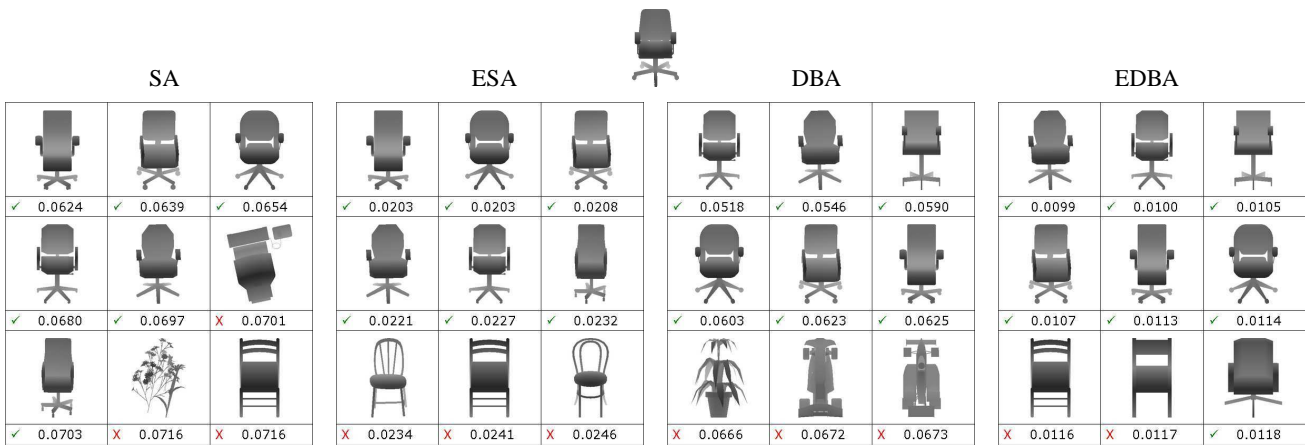 SA ESA DBA EDBA
✓ 0.0624 ✓ 0.0639 ✓ 0.0654 ✓ 0.0203 ✓ 0.0203 ✓ 0.0208 ✓ 0.0518 ✓ 0.0546 ✓ 0.0590 ✓ 0.0099 ✓ 0.0100 ✓ 0.0105
✓ 0.0680 ✓ 0.0697 X 0.0701 ✓ 0.0221 ✓ 0.0227 ✓ 0.0232 ✓ 0.0603 ✓ 0.0623 ✓ 0.0625 ✓ 0.0107 ✓ 0.0113 ✓ 0.0114
✓ 0.0703 X 0.0716 X 0.0716 X 0.0234 X 0.0241 X 0.0246 X 0.0666 X 0.0672 X 0.0673 X 0.0116 X 0.0117 ✓ 0.0118